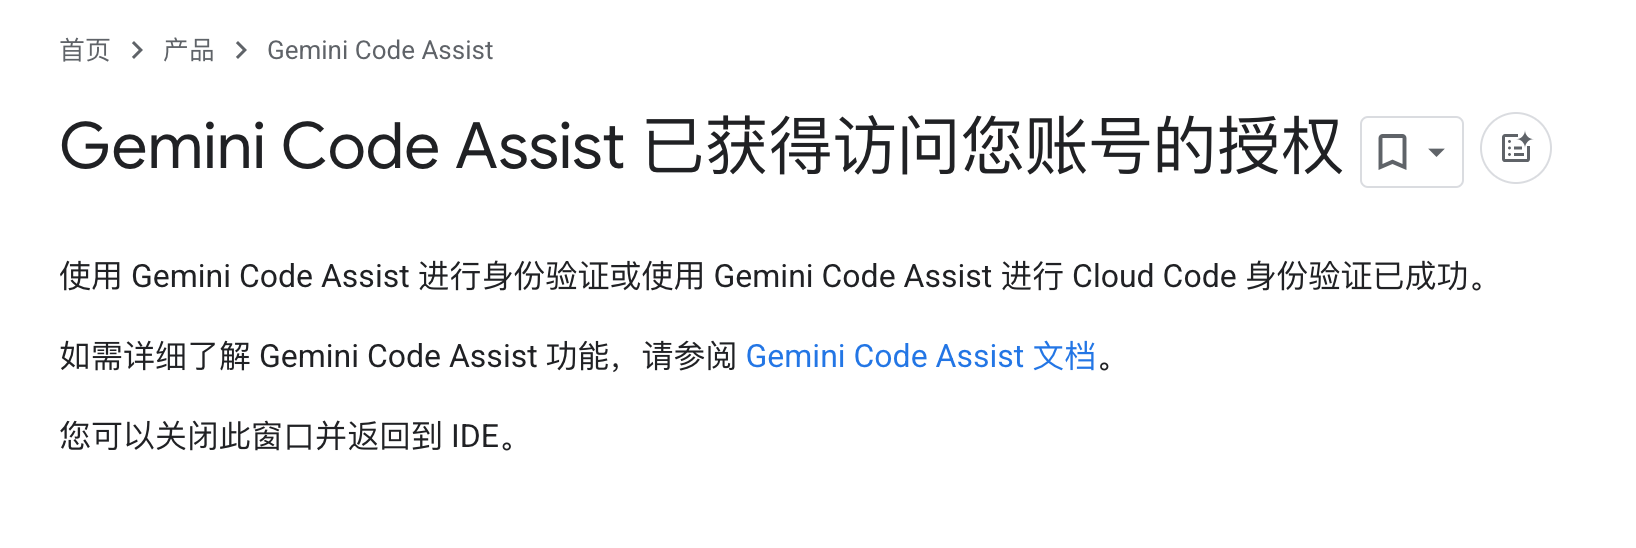 首页 > 产品 > Gemini Code Assist
Gemini Code Assist 已获得访问您账号的授权
使用 Gemini Code Assist 进行身份验证或使用 Gemini Code Assist 进行 Cloud Code 身份验证已成功。
如需详细了解 Gemini Code Assist 功能，请参阅 Gemini Code Assist 文档。
您可以关闭此窗口并返回到 IDE。